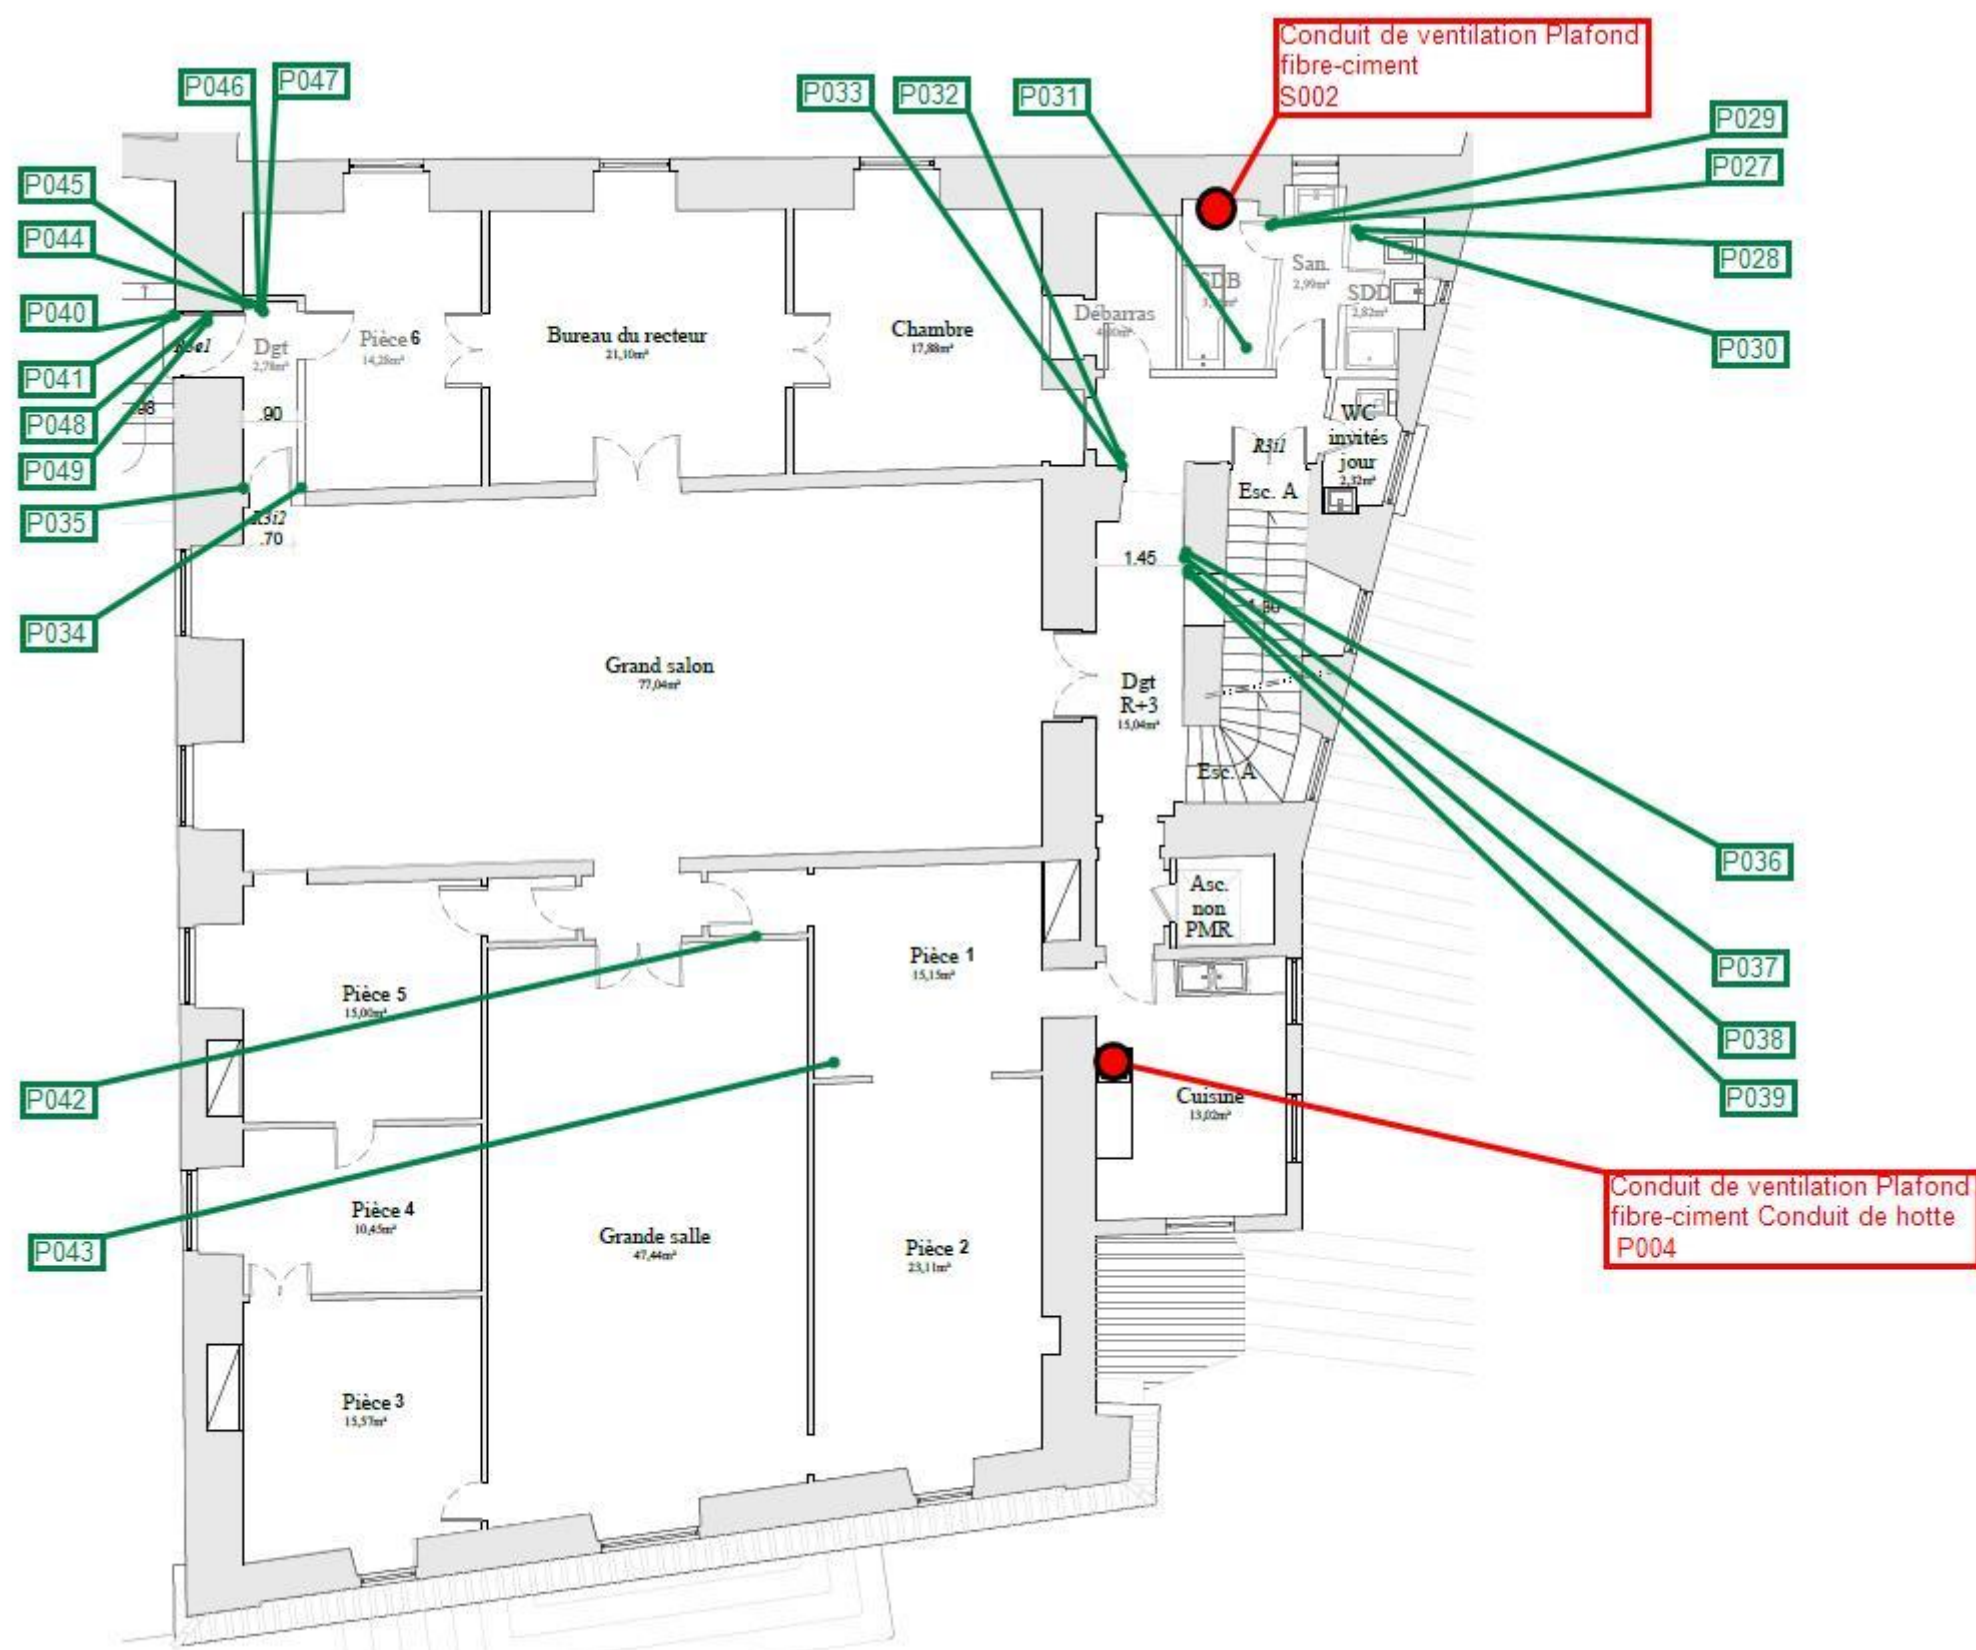 Conduit de ventilation Plafond
fibre-ciment
S002
P046
P047
P033
P032
P031
P029
P027
P045
P044
P028
P040
P030
P041
P048
P049
P035
P034
SDB
San.
2,99m²
SDD
2,82m²
Débarras
Pièce 6
14,28m²
Bureau du recteur
21,10m²
Chambre
17,88m²
Dgt
2,78m²
.90
WC
invités
jour
2,32m²
R3i1
Esc. A
R3i2
.70
1.45
Grand salon
77,04m²
Dgt
R+3
15,04m²
Esc. A
P036
Asc.
non
PMR
Pièce 1
15,15m²
P037
Pièce 5
15,00m²
P038
P042
P039
Cuisine
13,02m²
Pièce 4
10,45m²
Grande salle
47,44m²
P043
Pièce 2
23,11m²
Conduit de ventilation Plafond
fibre-ciment Conduit de hotte
P004
Pièce 3
15,57m²